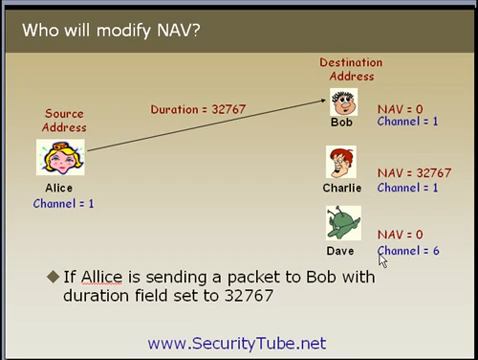 Who will modify NAV?
Destination
Address
Duration = 32767
Source
Address
NAV = 0
Channel = 1
Bob
Alice
Channel = 1
NAV = 32767
Charlie
Channel = 1
NAV = 0
Dave
Channel = 6
If Allice is sending a packet to Bob with
duration field set to 32767
www.SecurityTube.net